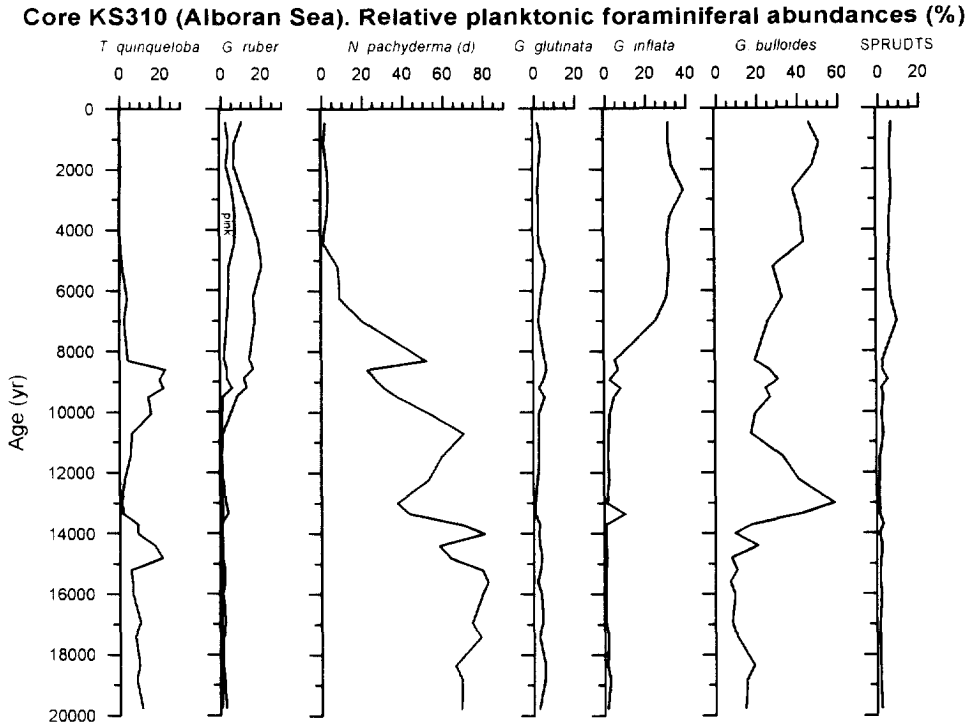 Core KS310 (Alboran Sea). Relative planktonic foraminiferal abundances (%)
T quinqueloba G ruber N pachyderma (d) G glutinata G inflata G. bulloides SPRUDTS
0 20 0 20 0 20 40 60 80 0 20 0 20 40 0 20 40 60 0 20
0
2000
pink
4000
6000
8000
Age (yr)
10000
12000
14000
16000
18000
20000